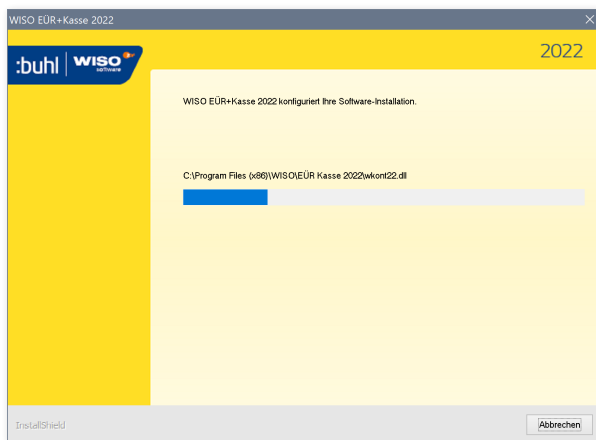 WISO EÜR+Kasse 2022
:buhl WISO software
2022
WISO EÜR+Kasse 2022 konfiguriert Ihre Software-Installation.
C:\Program Files (x86)\WISO\EÜR Kasse 2022\wkont22.dll
InstallShield
Abbrechen